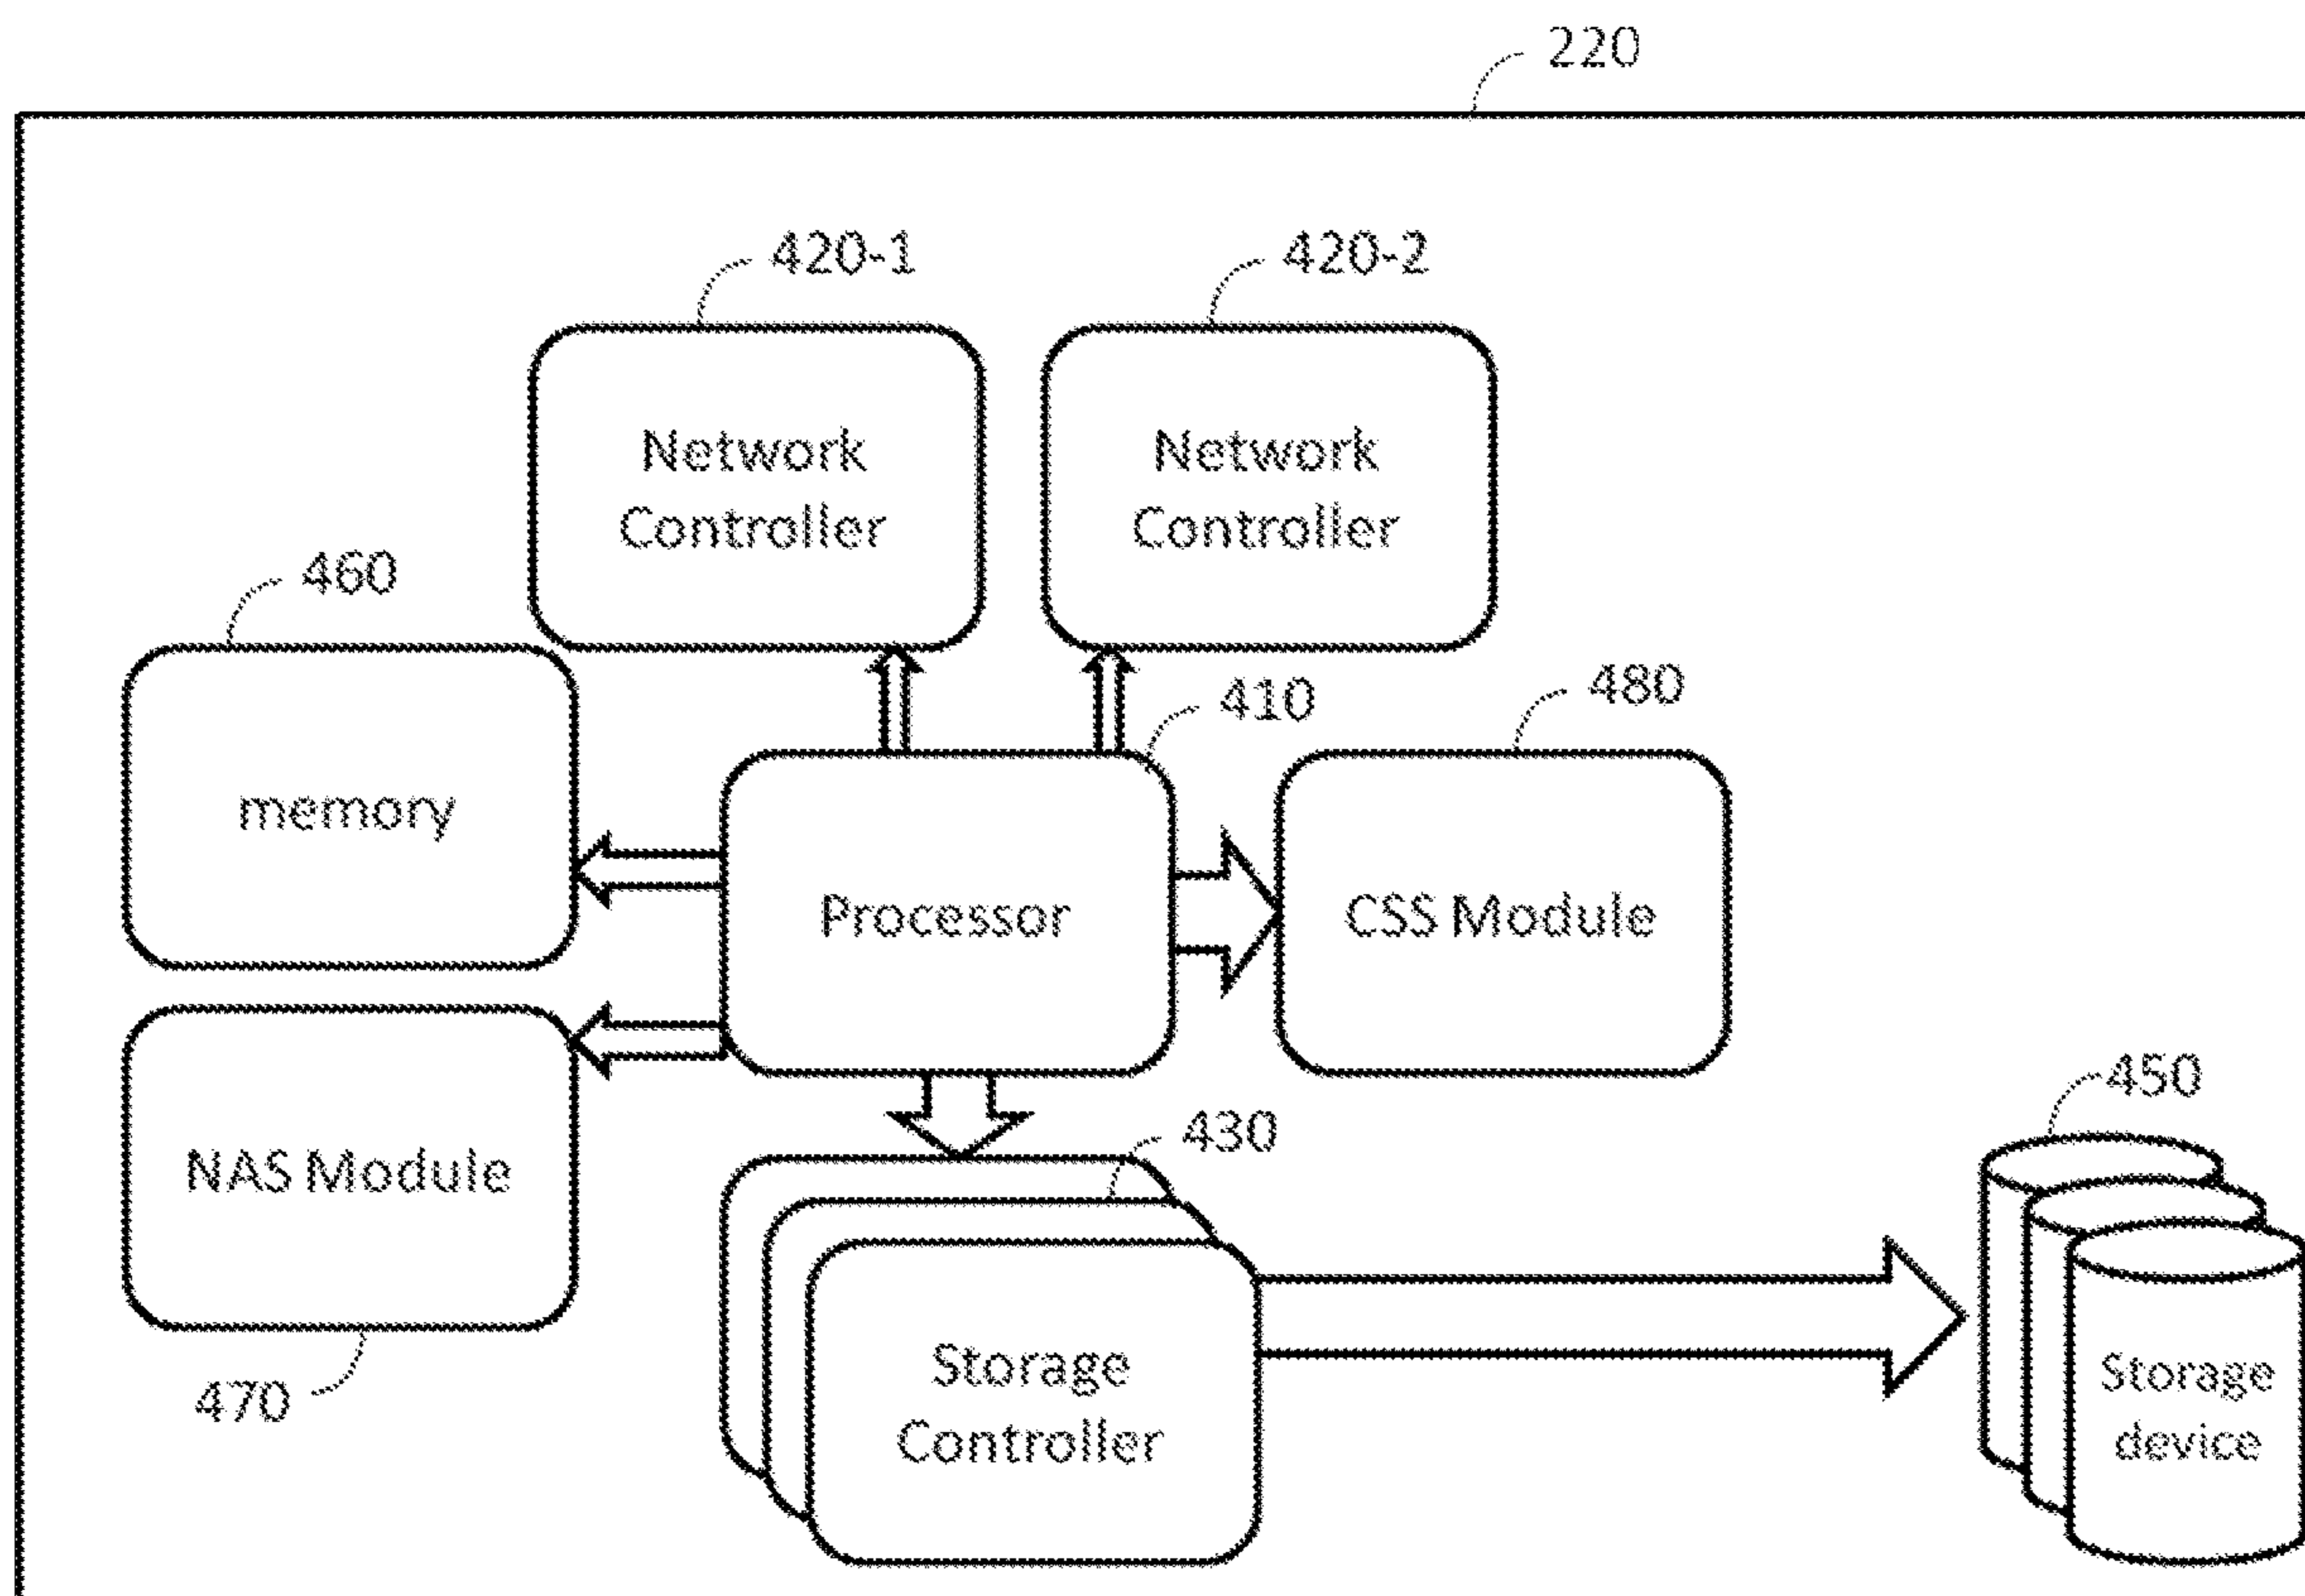 220
420-1
420-2
Network
Controller
Network
Controller
460
memory
410
480
Processor
CSS Module
NAS Module
470
430
450
Storage
Controller
Storage
device